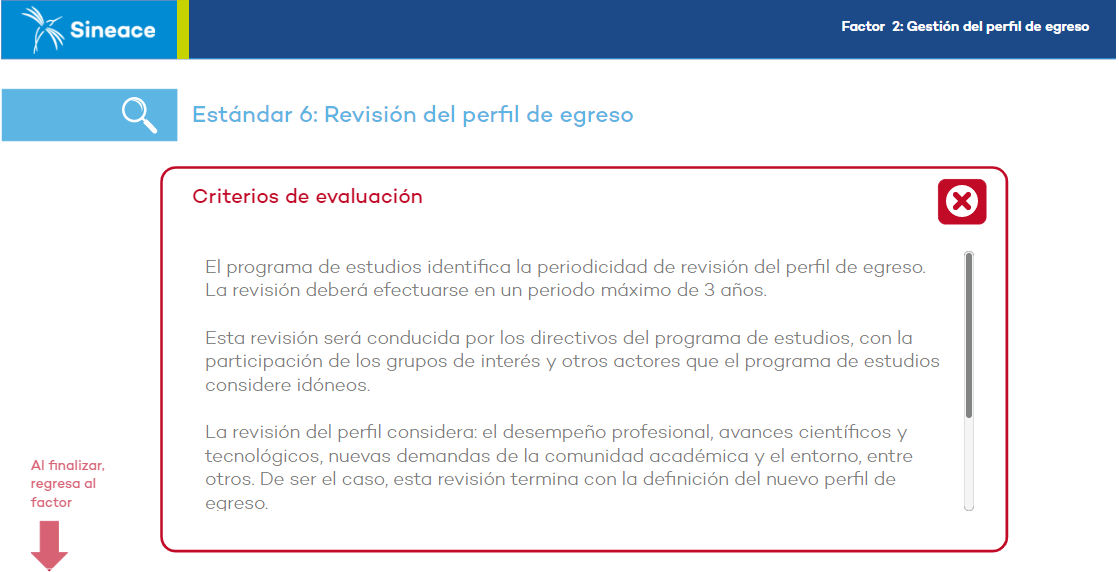 Sineace
Factor 2: Gestión del perfil de egreso
Estándar 6: Revisión del perfil de egreso
Criterios de evaluación
El programa de estudios identifica la periodicidad de revisión del perfil de egreso.
La revisión deberá efectuarse en un periodo máximo de 3 años.
Esta revisión será conducida por los directivos del programa de estudios, con la
participación de los grupos de interés y otros actores que el programa de estudios
considere idóneos.
La revisión del perfil considera: el desempeño profesional, avances científicos y
tecnológicos, nuevas demandas de la comunidad académica y el entorno, entre
otros. De ser el caso, esta revisión termina con la definición del nuevo perfil de
egreso.
Al finalizar,
regresa al
factor